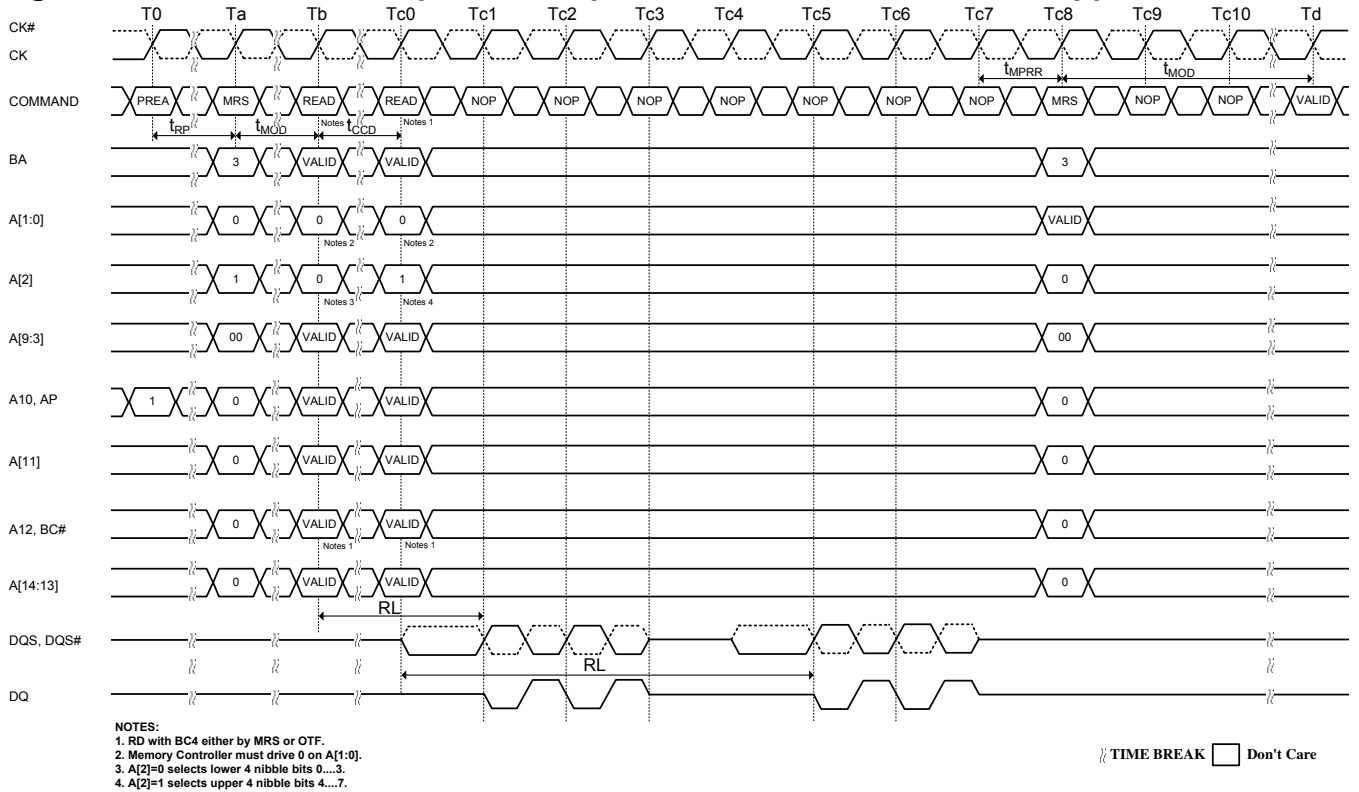 T0 Ta Tb Tc0 Tc1 Tc2 Tc3 Tc4 Tc5 Tc6 Tc7 Tc8 Tc9 Tc10 Td
CK#
CK
tMPRR tMOD
COMMAND PREA MRS READ READ NOP NOP NOP NOP NOP NOP NOP MRS NOP NOP VALID
Notes 1 Notes 1
tRP tMOD tCCD
BA 3 VALID VALID 3
A[1:0] 0 0 0 VALID
Notes 2 Notes 2
A[2] 1 0 1 0
Notes 3 Notes 4
A[9:3] 00 VALID VALID 00
A10, AP 1 0 VALID VALID 0
A[11] 0 VALID VALID 0
A12, BC# 0 VALID VALID 0
Notes 1 Notes 1
A[14:13] 0 VALID VALID 0
RL
DQS, DQS#
RL
DQ
NOTES:
1. RD with BC4 either by MRS or OTF.
2. Memory Controller must drive 0 on A[1:0].
3. A[2]=0 selects lower 4 nibble bits 0....3.
4. A[2]=1 selects upper 4 nibble bits 4....7.
TIME BREAK Don't Care